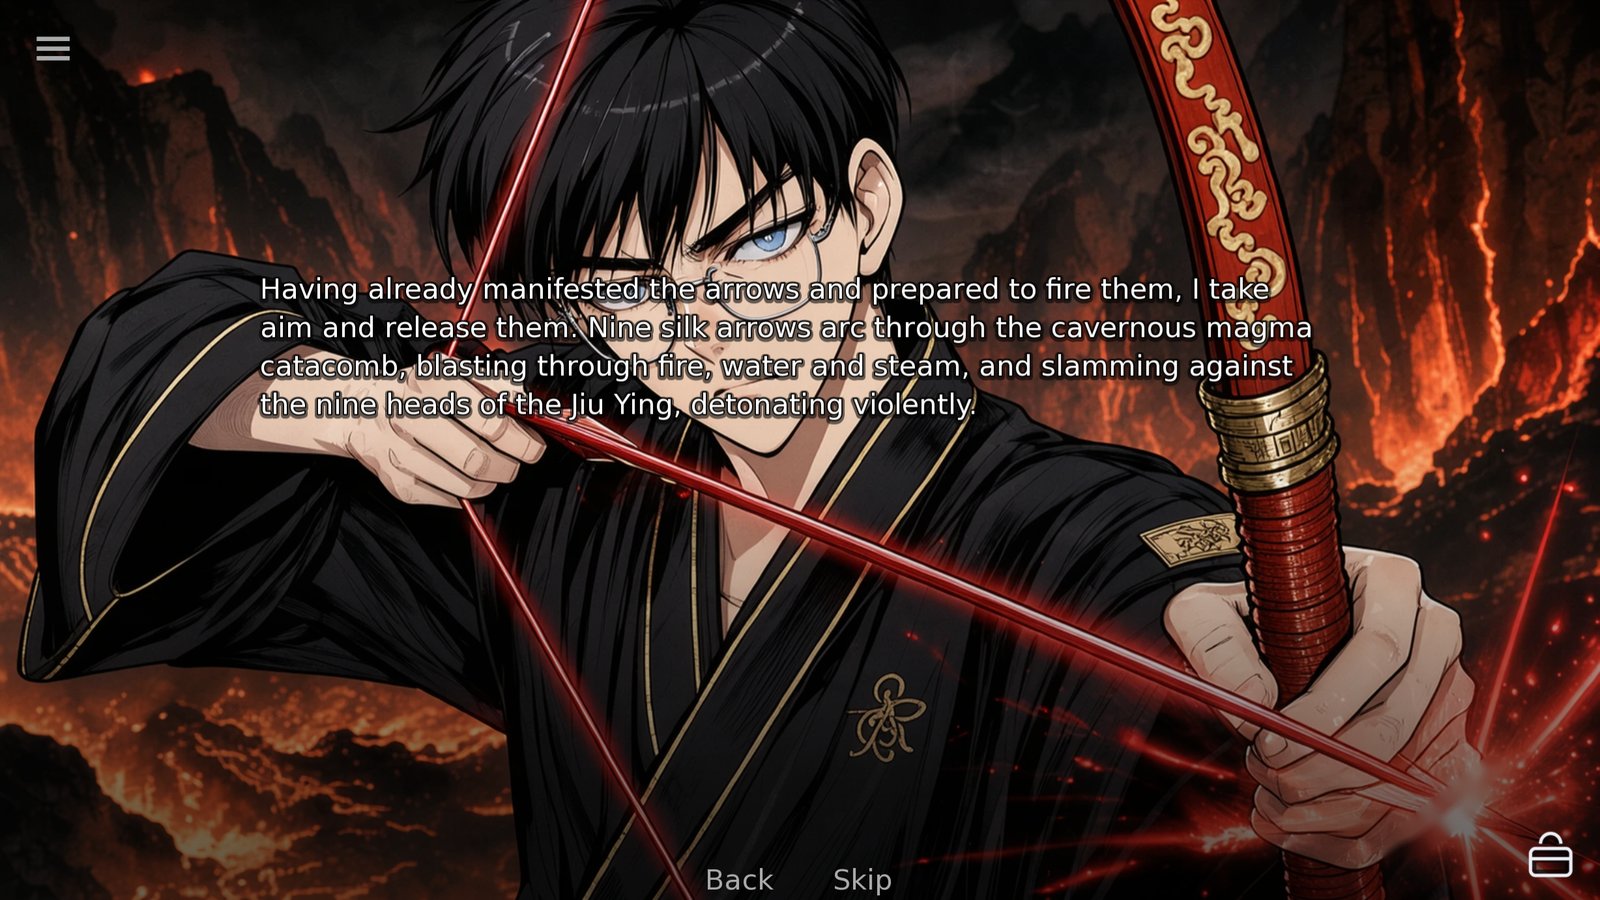 Having already manifested the arrows and prepared to fire them, I take
aim and release them. Nine silk arrows arc through the cavernous magma
catacomb, blasting through fire, water and steam, and slamming against
the nine heads of the Jiu Ying, detonating violently.
Back Skip